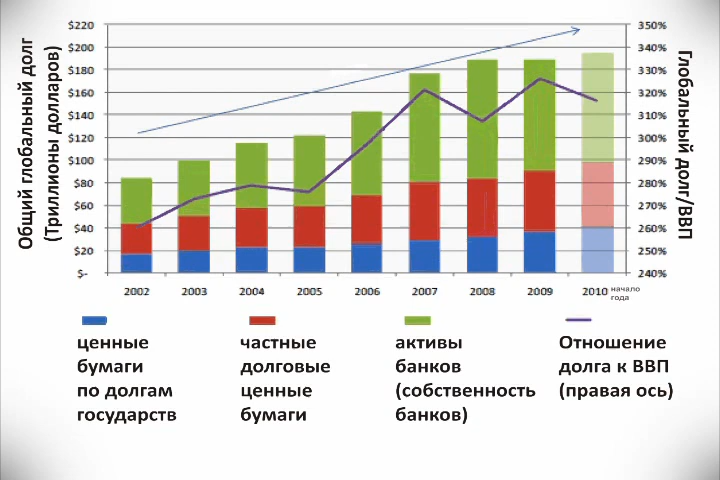 Общий глобальный долг
(Триллионы долларов)
$220
$200
$180
$160
$140
$120
$100
$80
$60
$40
$20
$-
350%
340%
330%
320%
310%
300%
290%
280%
270%
260%
250%
240%
Глобальный долг/ВВП
2002 2003 2004 2005 2006 2007 2008 2009 2010 начало
года
ценные
бумаги
по долгам
государств
частные
долговые
ценные
бумаги
активы
банков
(собственность
банков)
Отношение
долга к ВВП
(правая ось)